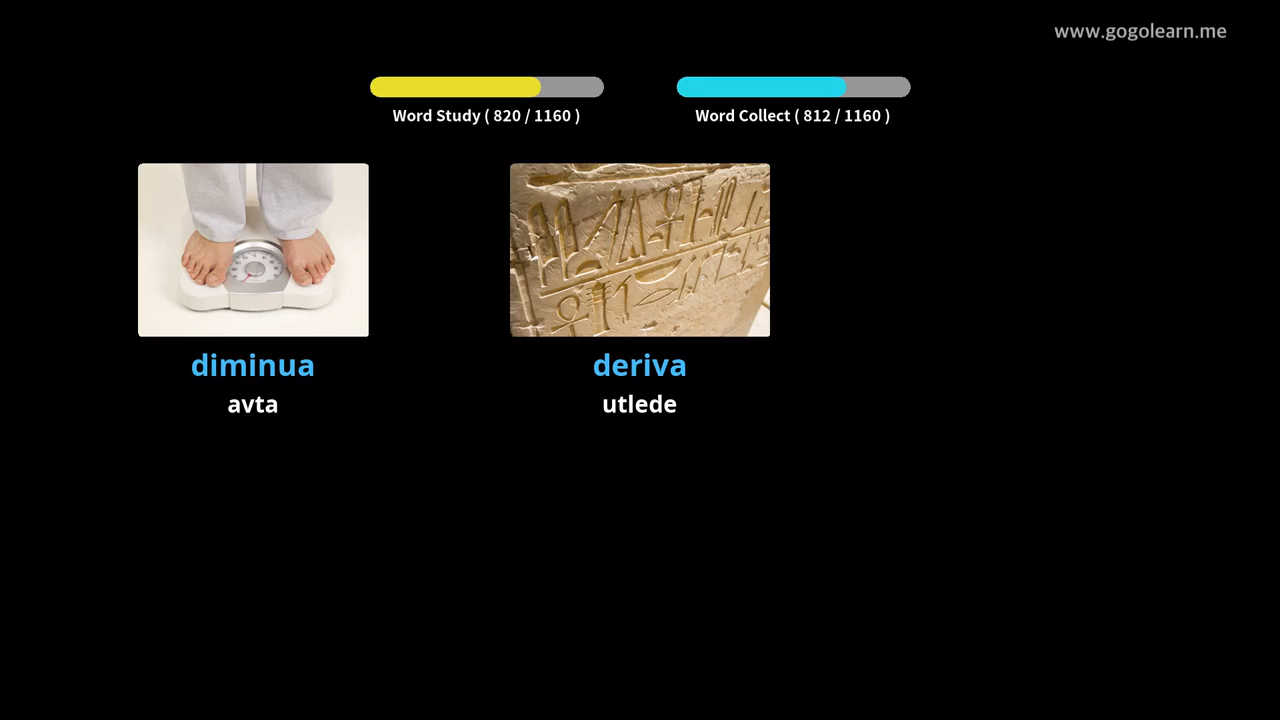 www.gogolearn.me
Word Study ( 820 / 1160 )
Word Collect ( 812 / 1160 )
diminua
avta
deriva
utlede